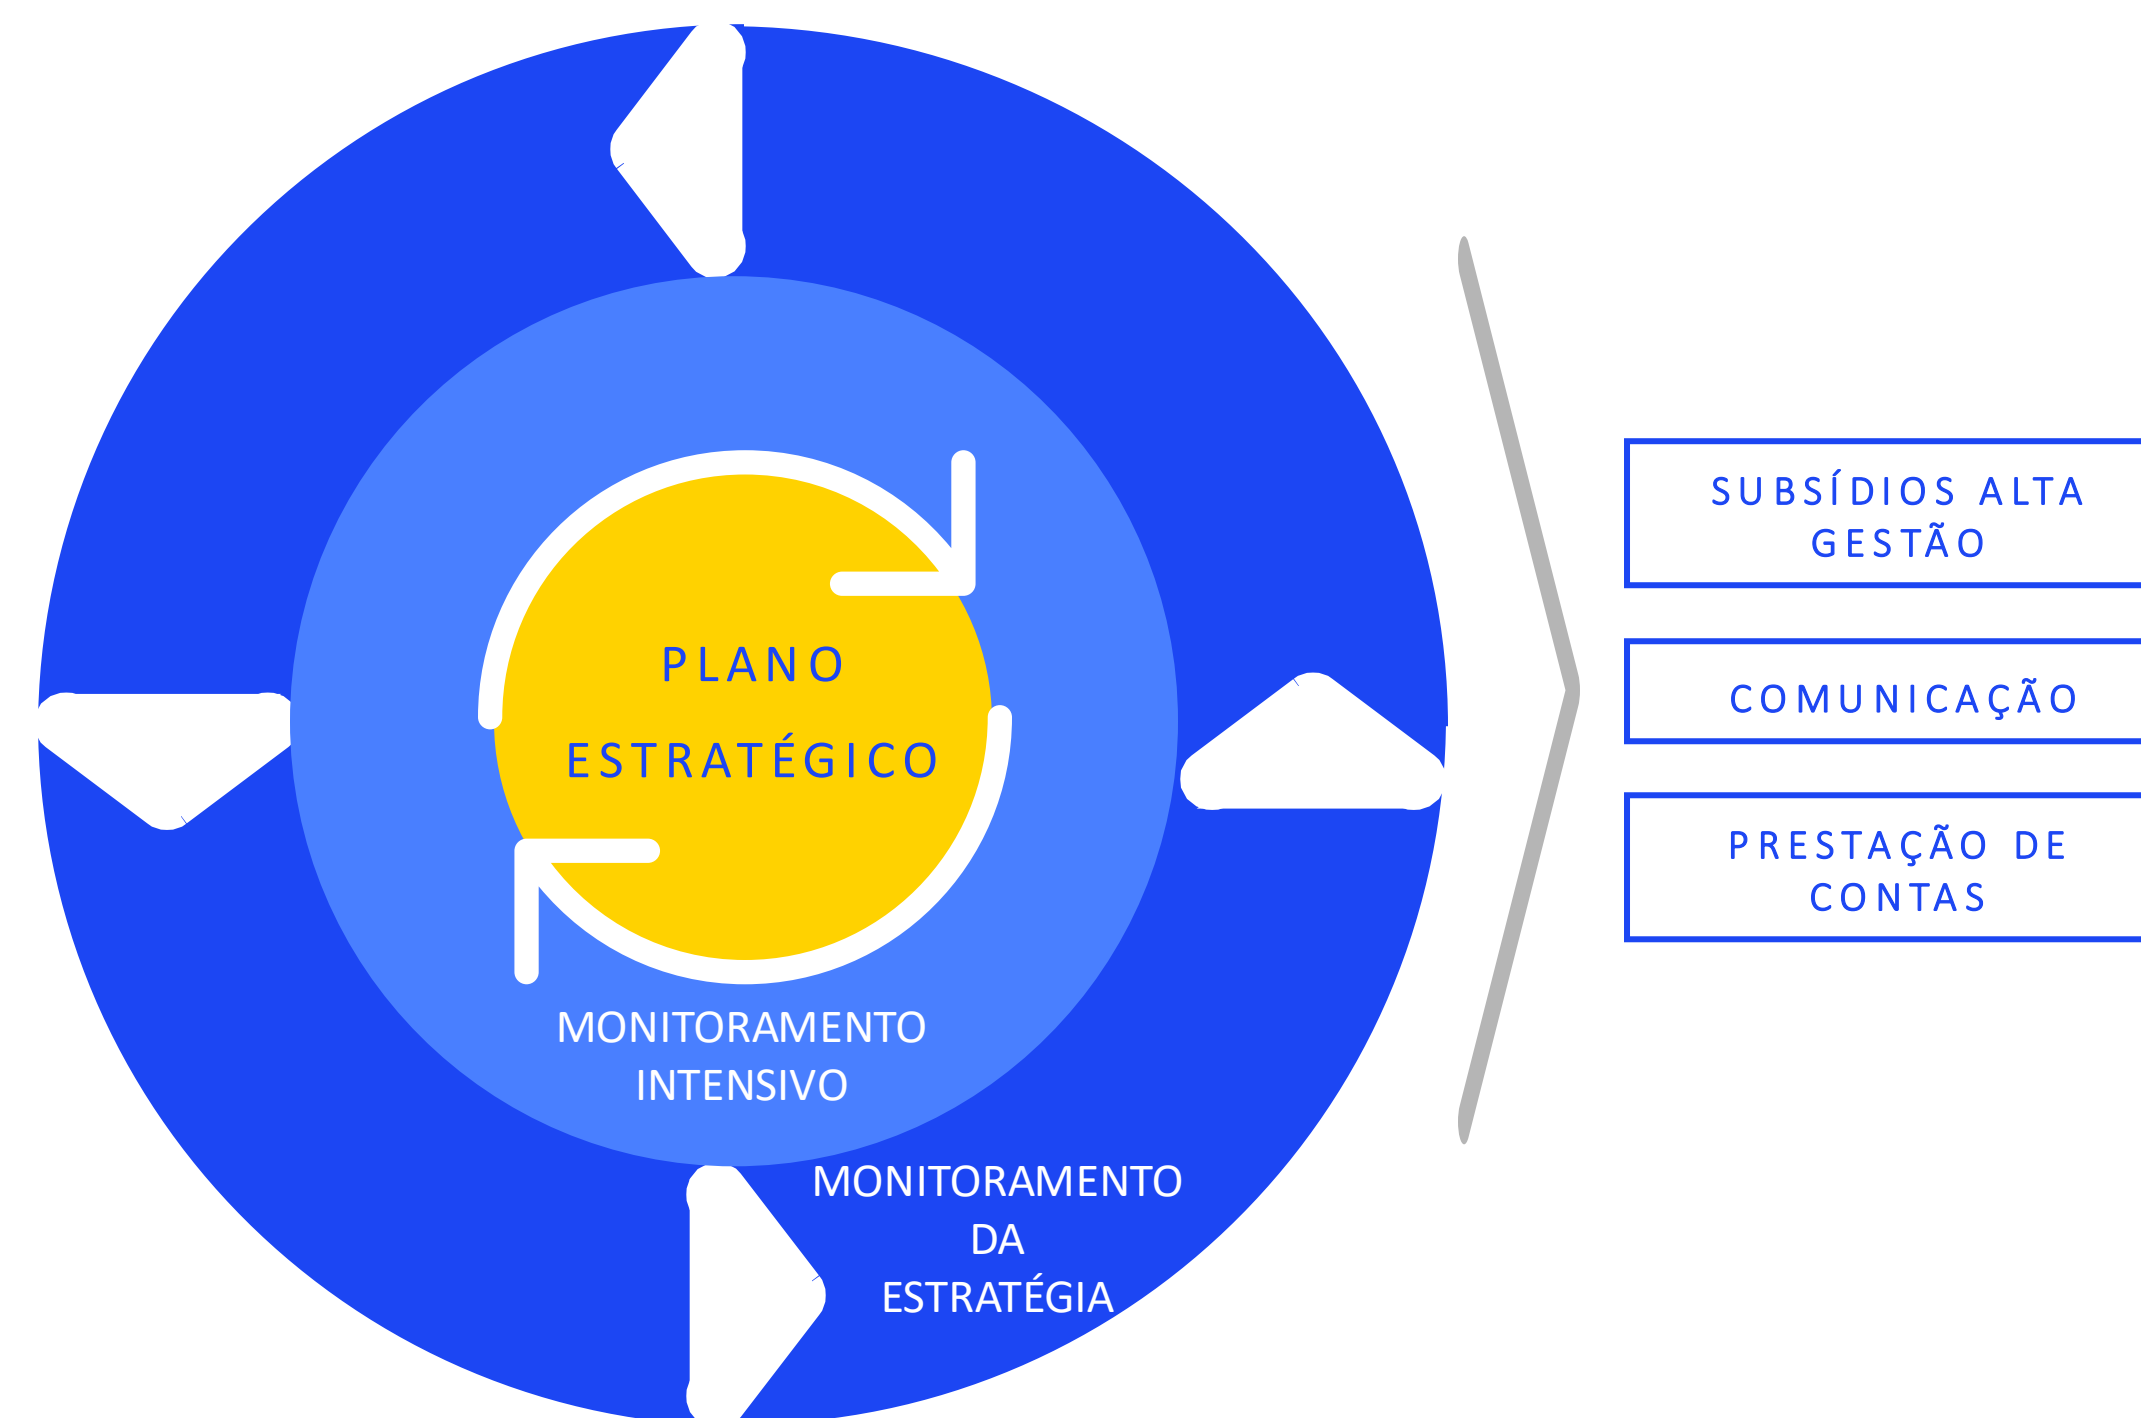 PLANO
ESTRATÉGICO
MONITORAMENTO
INTENSIVO
MONITORAMENTO
DA
ESTRATÉGIA
SUBSÍDIOS ALTA
GESTÃO
COMUNICAÇÃO
PRESTAÇÃO DE
CONTAS